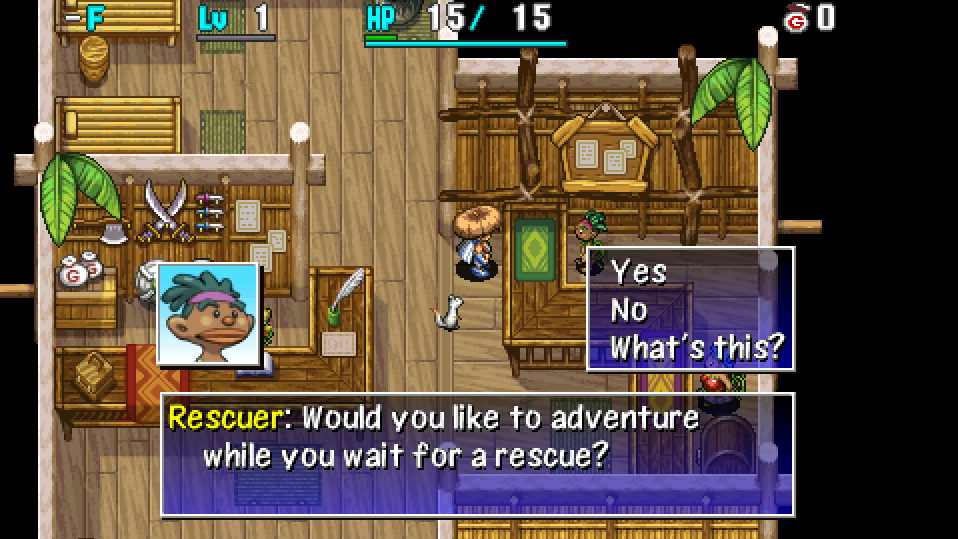 -F Lv 1 HP 15/ 15 G 0
G G
Yes
No
What's this?
Rescuer: Would you like to adventure
while you wait for a rescue?